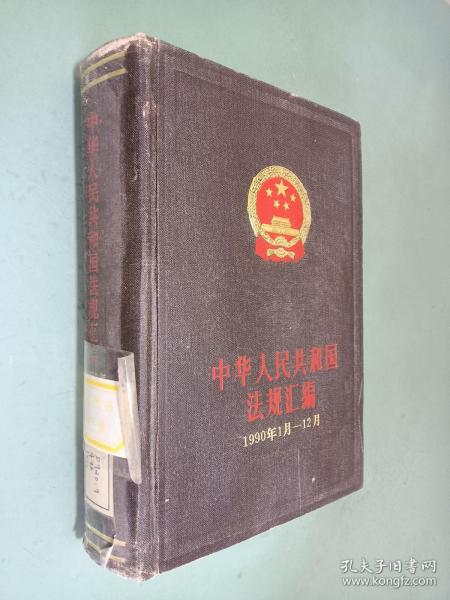 中华人民共和国
法规汇编
1990年1月—12月
中华人民共和国法规汇
孔夫子旧书网
www.kongfz.com